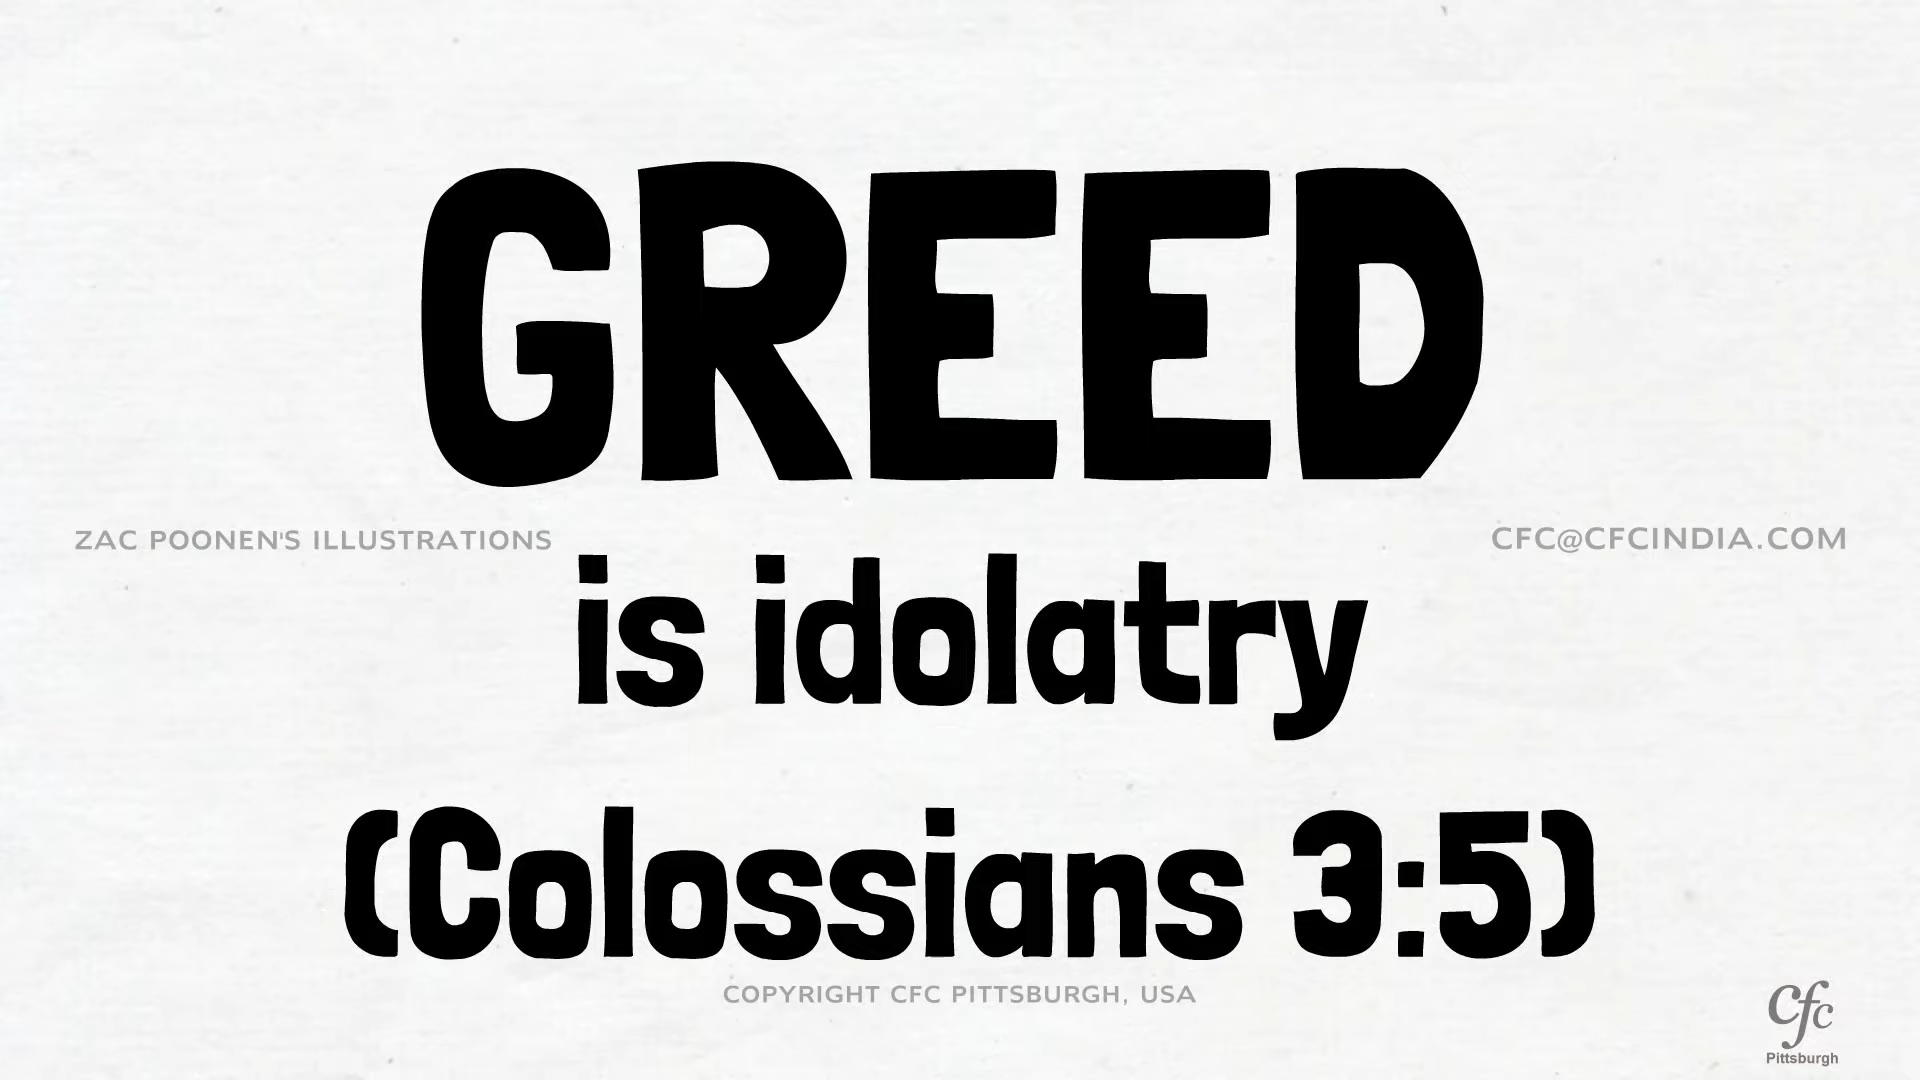 GREED
ZAC POONEN'S ILLUSTRATIONS
CFC@CFCINDIA.COM
is idolatry
(Colossians 3:5)
COPYRIGHT CFC PITTSBURGH, USA
cfc
Pittsburgh